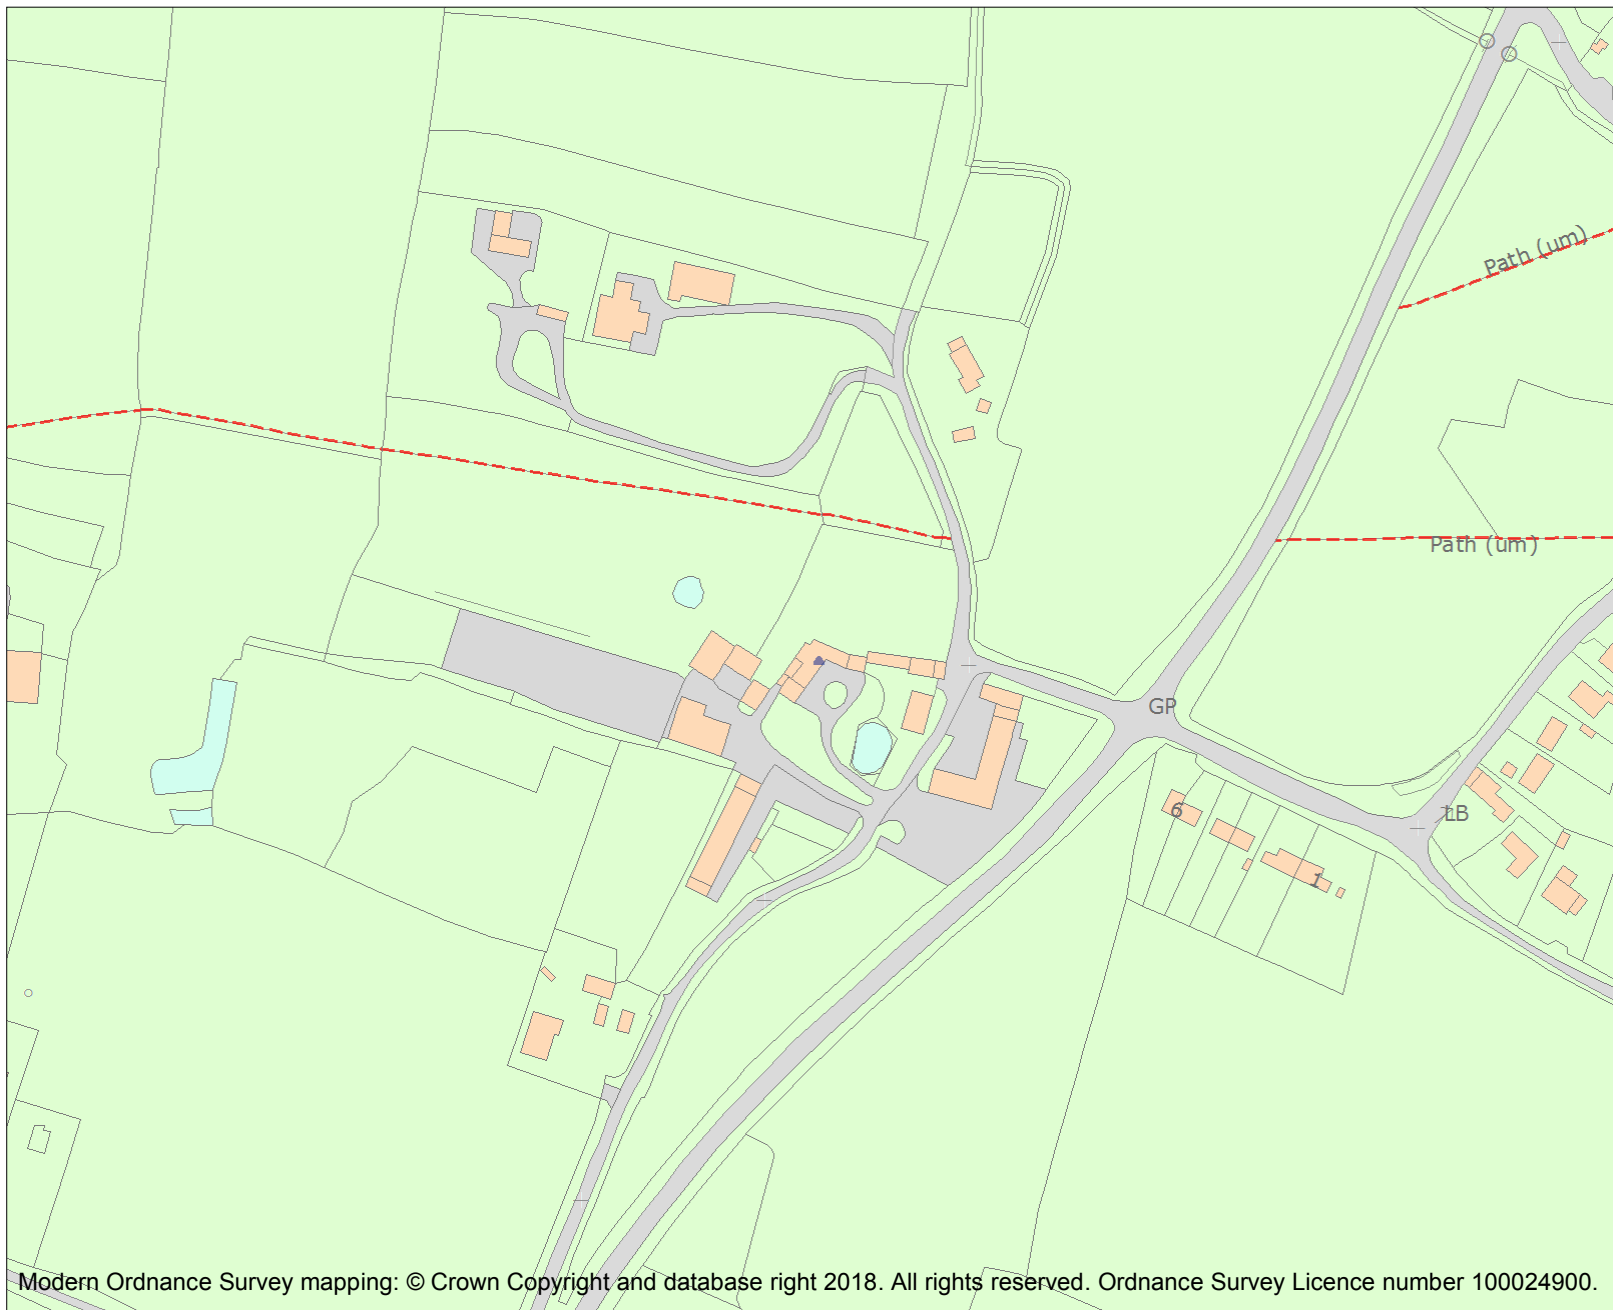 Path (um)
Path (um)
GP
6
LB
1
Modern Ordnance Survey mapping: © Crown Copyright and database right 2018. All rights reserved. Ordnance Survey Licence number 100024900.